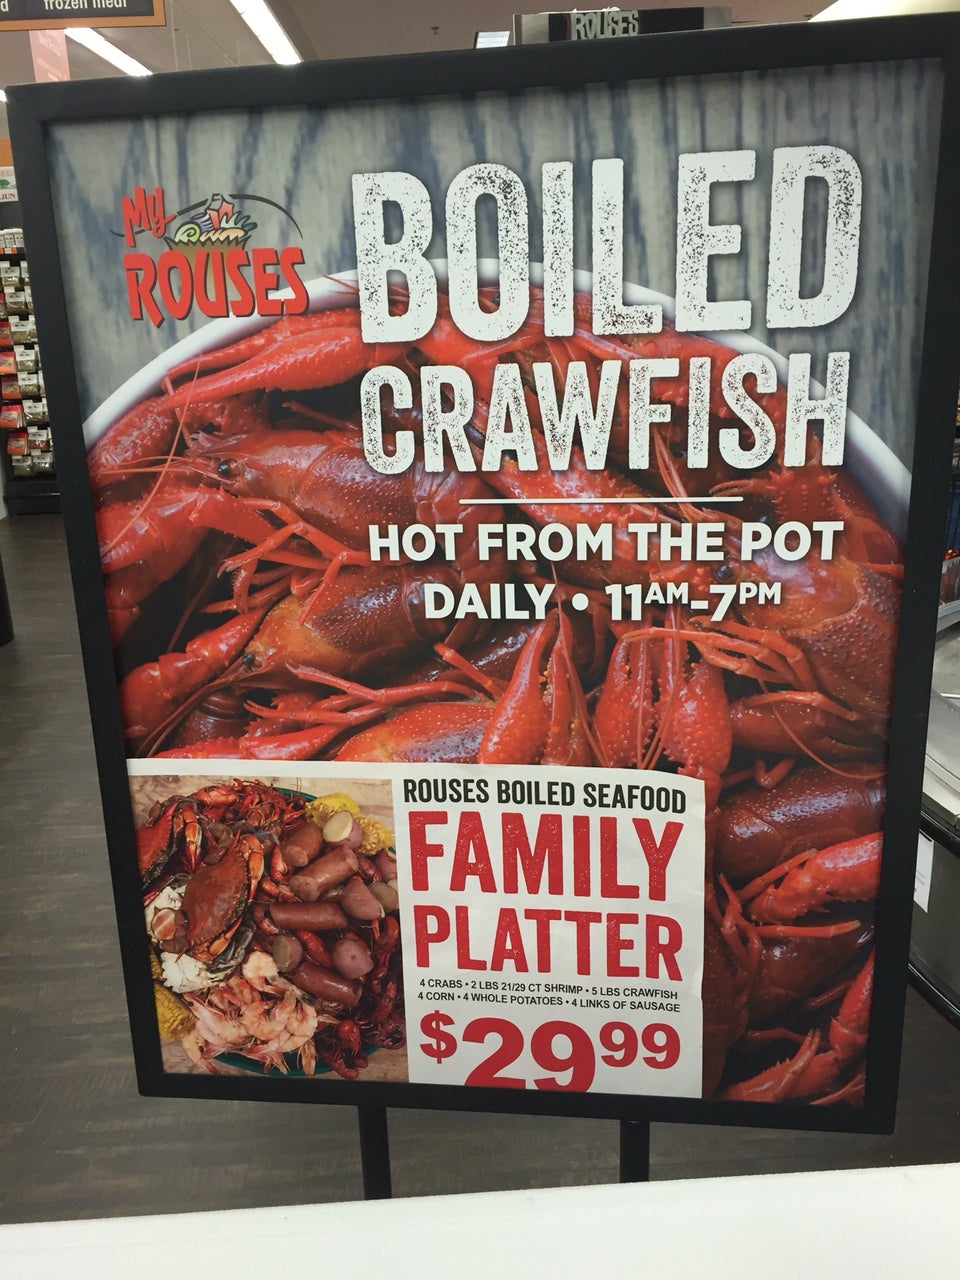 frozen meat
ROUSES
My
ROUSES
BOILED
CRAWFISH
HOT FROM THE POT
DAILY • 11AM-7PM
ROUSES BOILED SEAFOOD
FAMILY
PLATTER
4 CRABS • 2 LBS 21/29 CT SHRIMP • 5 LBS CRAWFISH
4 CORN • 4 WHOLE POTATOES • 4 LINKS OF SAUSAGE
$29.99